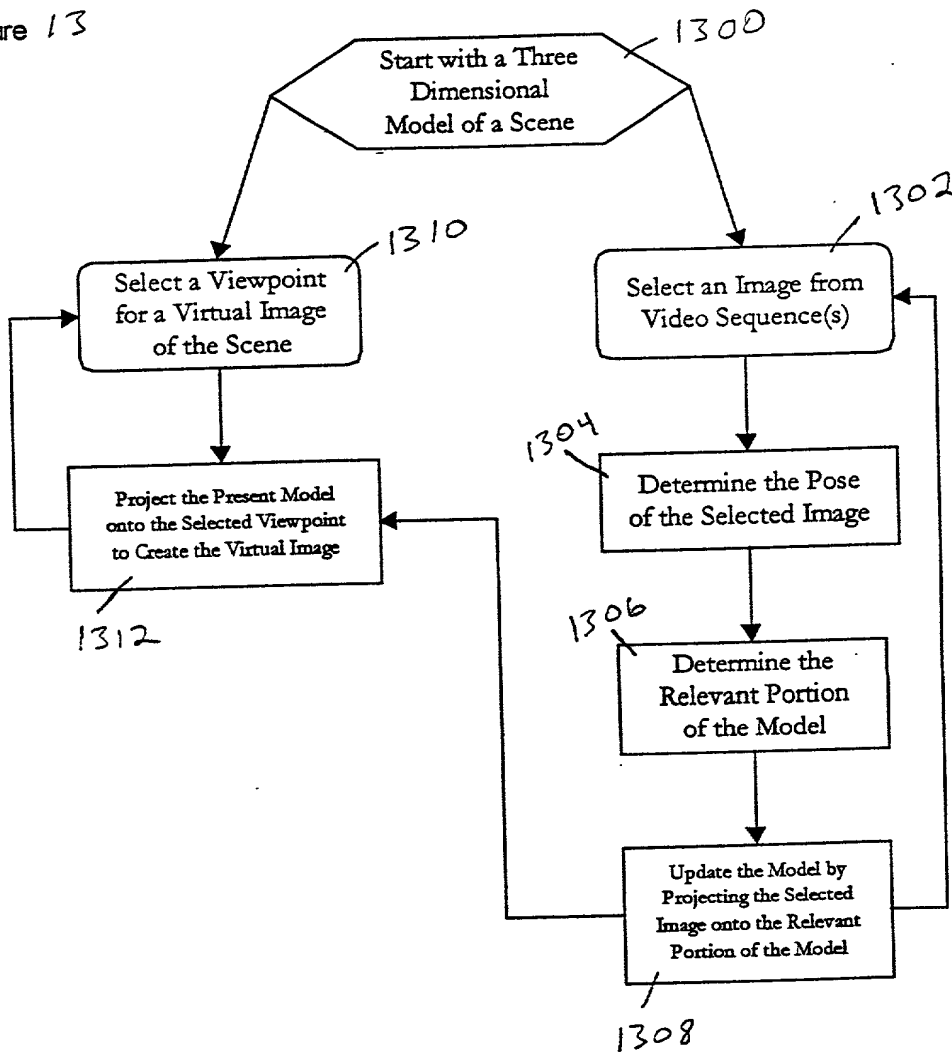 ure 13
1300
Start with a Three
Dimensional
Model of a Scene
1310
Select a Viewpoint
for a Virtual Image
of the Scene
1302
Select an Image from
Video Sequence(s)
Project the Present Model
onto the Selected Viewpoint
to Create the Virtual Image
1312
1304
Determine the Pose
of the Selected Image
1306
Determine the
Relevant Portion
of the Model
Update the Model by
Projecting the Selected
Image onto the Relevant
Portion of the Model
1308